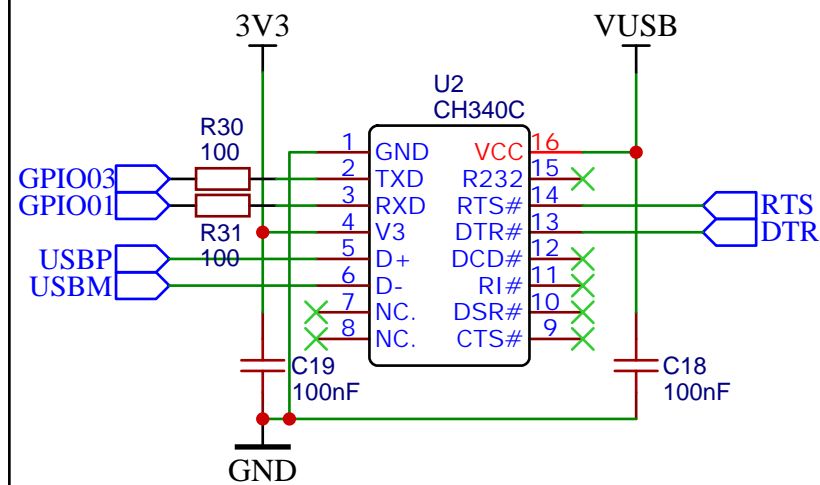 3V3
VUSB
U2
CH340C
R30
100
1
GND
VCC
16
GPIO03
2
TXD
R232
15
GPIO01
3
RXD
RTS#
14
RTS
R31
100
4
V3
DTR#
13
DTR
USBP
5
D+
DCD#
12
USBM
6
D-
RI#
11
7
NC.
DSR#
10
8
NC.
CTS#
9
C19
100nF
C18
100nF
GND